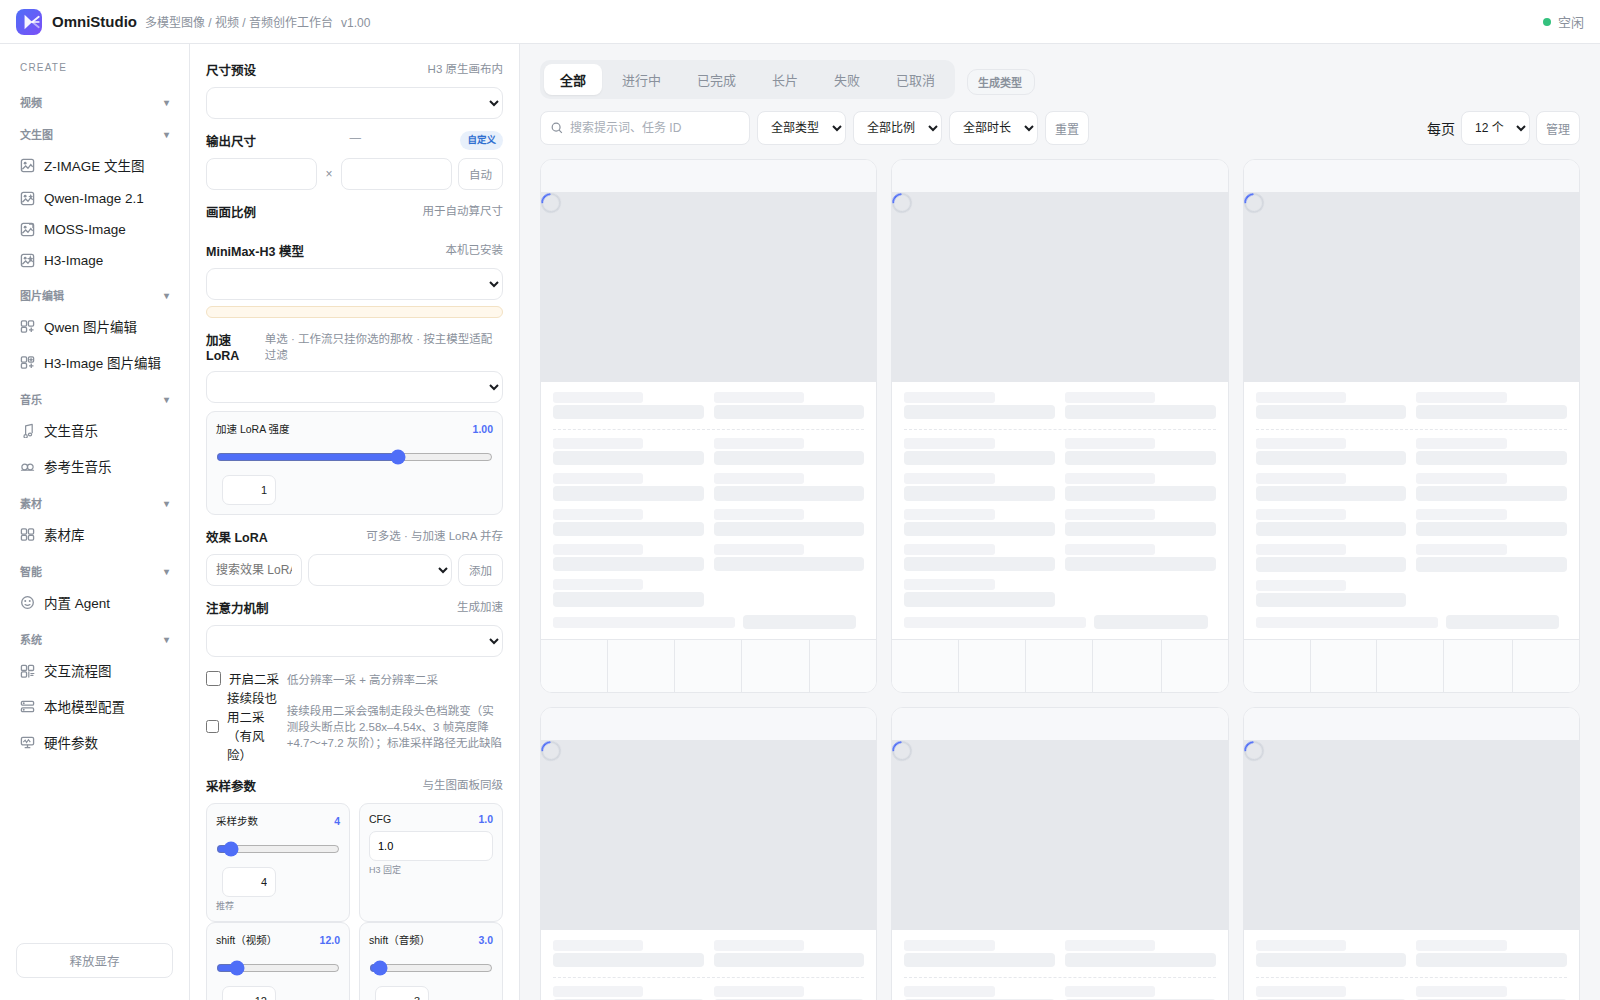 OmniStudio 多模型图像 / 视频 / 音频创作工作台 v1.00
空闲
CREATE
视频
文生图
Z-IMAGE 文生图
Qwen-Image 2.1
MOSS-Image
H3-Image
图片编辑
Qwen 图片编辑
H3-Image 图片编辑
音乐
文生音乐
参考生音乐
素材
素材库
智能
内置 Agent
系统
交互流程图
本地模型配置
硬件参数
释放显存
尺寸预设 H3 原生画布内
输出尺寸 — 自定义
× 自动
画面比例 用于自动算尺寸
MiniMax-H3 模型 本机已安装
加速 LoRA 单选 · 工作流只挂你选的那枚 · 按主模型适配过滤
加速 LoRA 强度 1.00
1
效果 LoRA 可多选 · 与加速 LoRA 并存
搜索效果 LoRA 添加
注意力机制 生成加速
开启二采 低分辨率一采 + 高分辨率二采
接续段也用二采（有风险） 接续段用二采会强制走段头色档跳变（实测段头断点比 2.58x–4.54x、3 帧亮度降 +4.7～+7.2 灰阶）；标准采样路径无此缺陷
采样参数 与生图面板同级
采样步数 4
4
推荐
CFG 1.0
1.0
H3 固定
shift（视频） 12.0
12
shift（音频） 3.0
3
全部 进行中 已完成 长片 失败 已取消 生成类型
搜索提示词、任务 ID 全部类型 全部比例 全部时长 重置
每页 12 个 管理